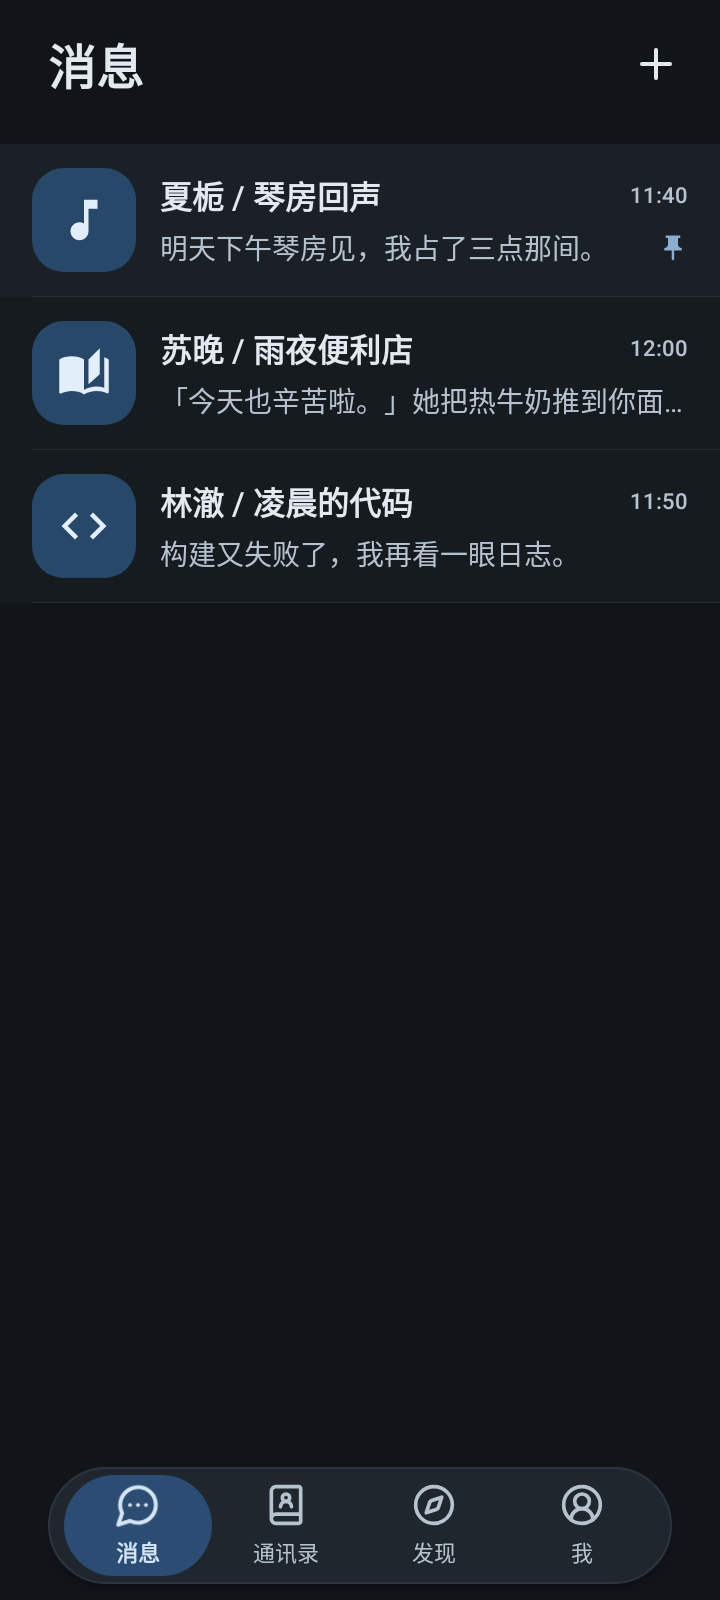 消息
夏栀 / 琴房回声
11:40
明天下午琴房见，我占了三点那间。
苏晚 / 雨夜便利店
12:00
「今天也辛苦啦。」她把热牛奶推到你面…
林澈 / 凌晨的代码
11:50
构建又失败了，我再看一眼日志。
消息
通讯录
发现
我